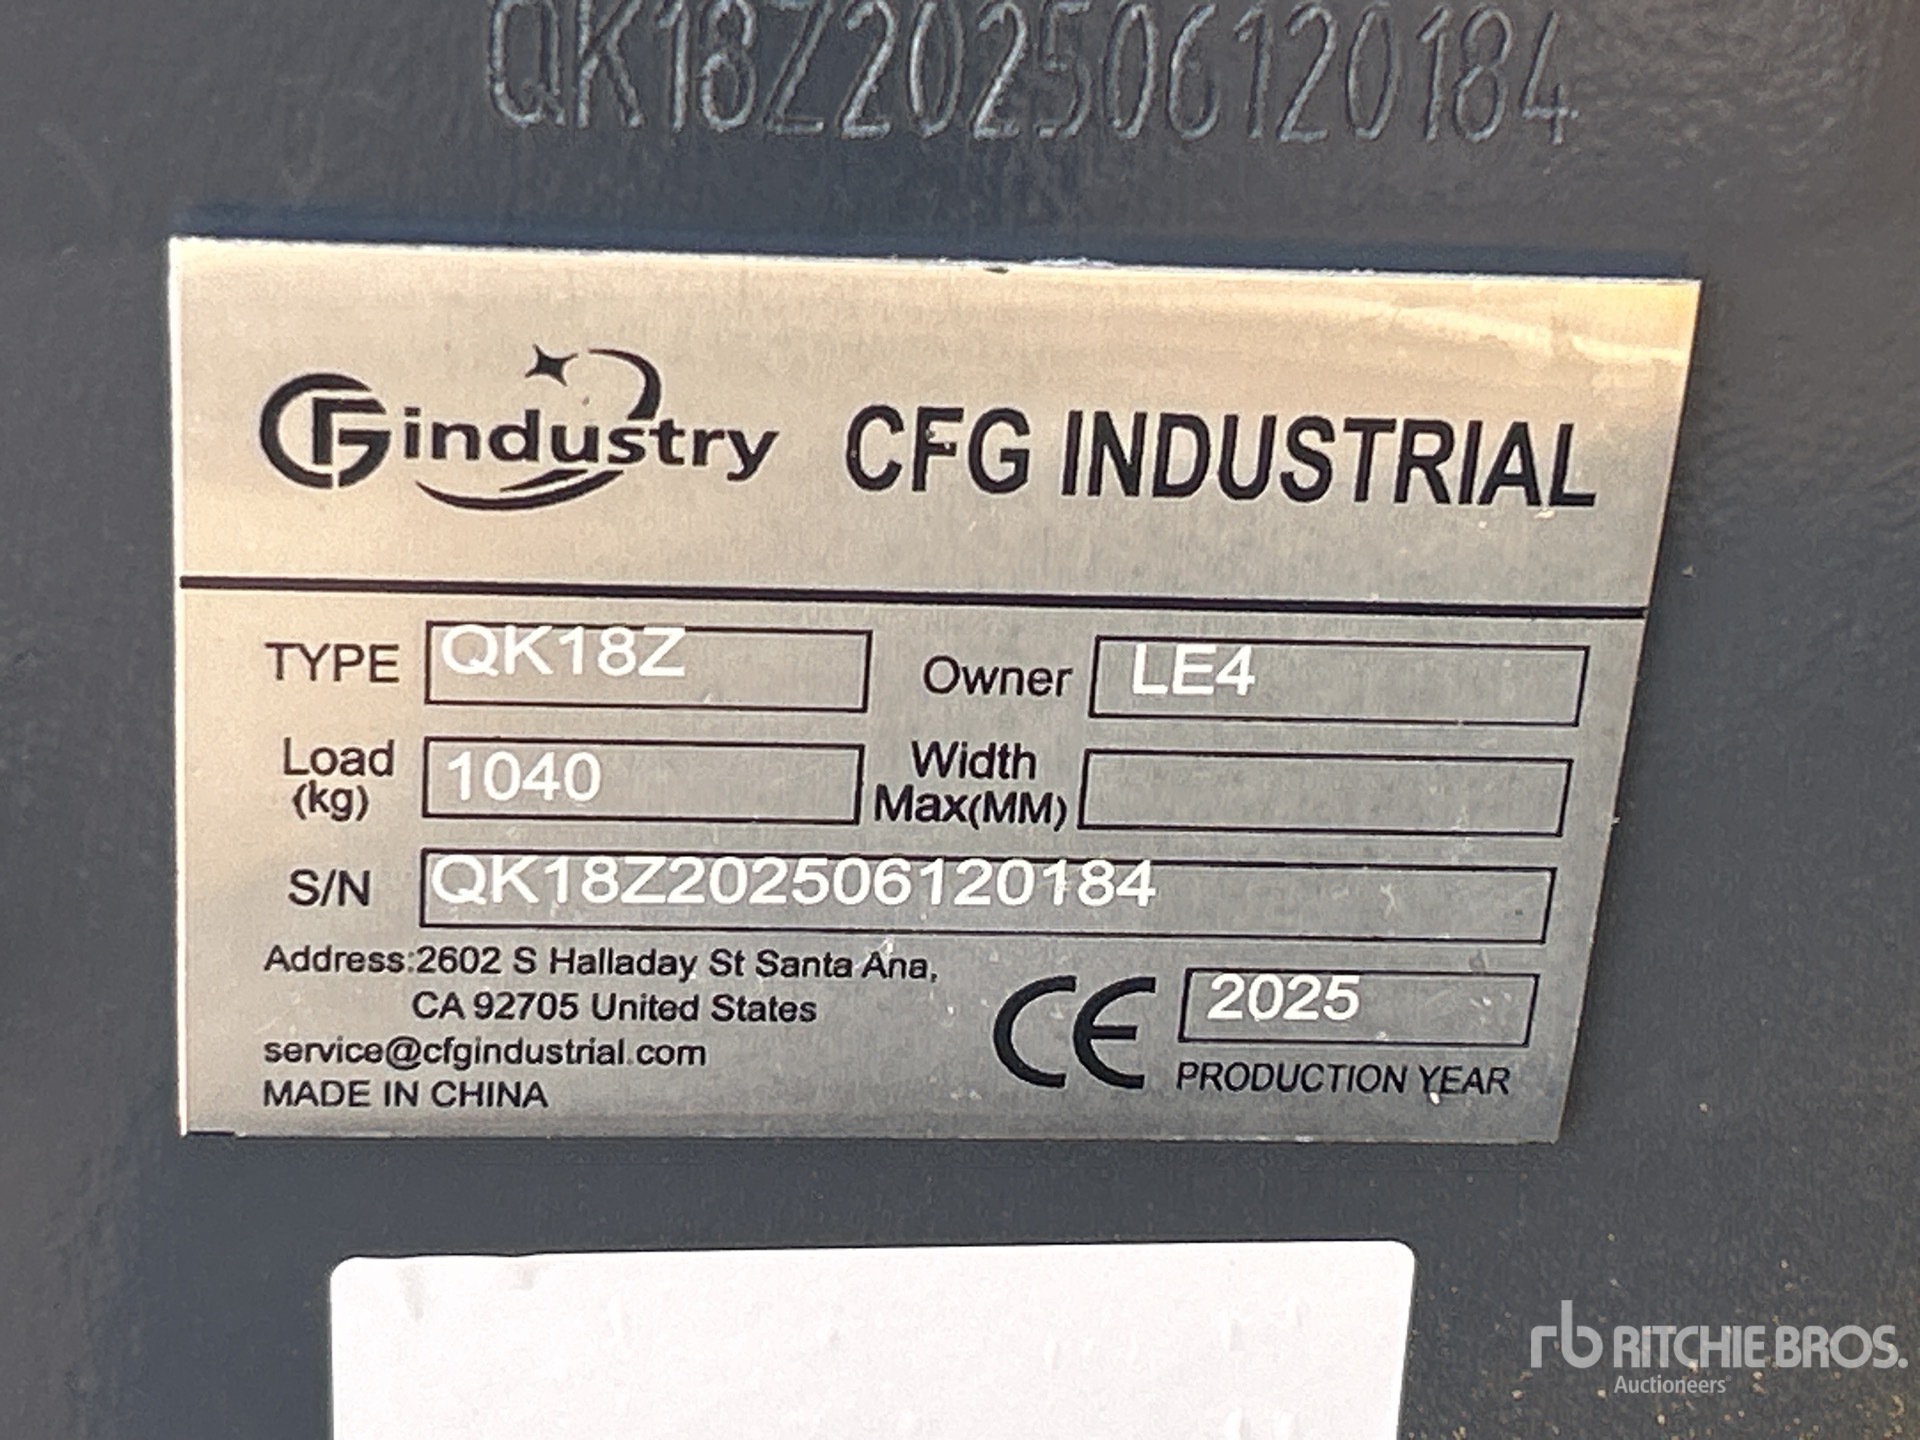 QK18Z202506120184
CFGindustry CFG INDUSTRIAL
TYPE QK18Z Owner LE4
Load (kg) 1040 Width Max(MM)
S/N QK18Z202506120184
Address:2602 S Halladay St Santa Ana,
CA 92705 United States
service@cfgindustrial.com
MADE IN CHINA
CE 2025
PRODUCTION YEAR
rb RITCHIE BROS.
Auctioneers